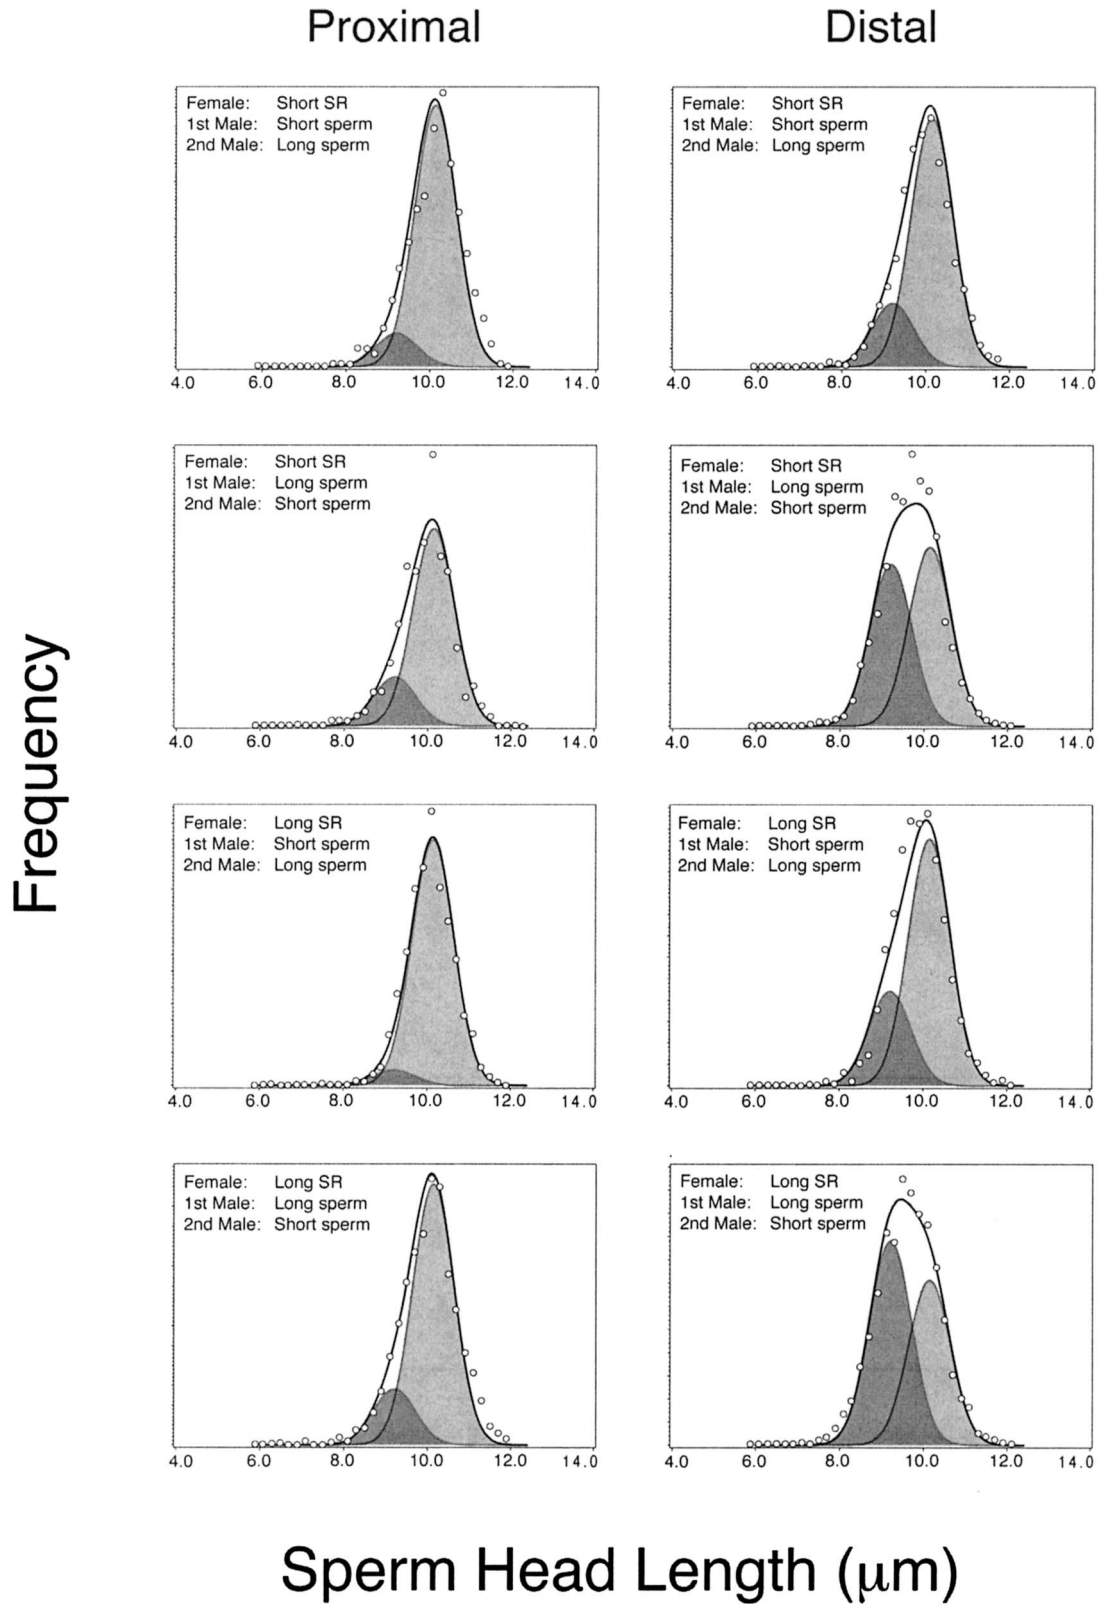 Proximal
Distal
Female: Short SR
1st Male: Short sperm
2nd Male: Long sperm
4.0 6.0 8.0 10.0 12.0 14.0
Female: Short SR
1st Male: Short sperm
2nd Male: Long sperm
4.0 6.0 8.0 10.0 12.0 14.0
Female: Short SR
1st Male: Long sperm
2nd Male: Short sperm
4.0 6.0 8.0 10.0 12.0 14.0
Female: Short SR
1st Male: Long sperm
2nd Male: Short sperm
4.0 6.0 8.0 10.0 12.0 14.0
Frequency
Female: Long SR
1st Male: Short sperm
2nd Male: Long sperm
4.0 6.0 8.0 10.0 12.0 14.0
Female: Long SR
1st Male: Short sperm
2nd Male: Long sperm
4.0 6.0 8.0 10.0 12.0 14.0
Female: Long SR
1st Male: Long sperm
2nd Male: Short sperm
4.0 6.0 8.0 10.0 12.0 14.0
Female: Long SR
1st Male: Long sperm
2nd Male: Short sperm
4.0 6.0 8.0 10.0 12.0 14.0
Sperm Head Length (μm)